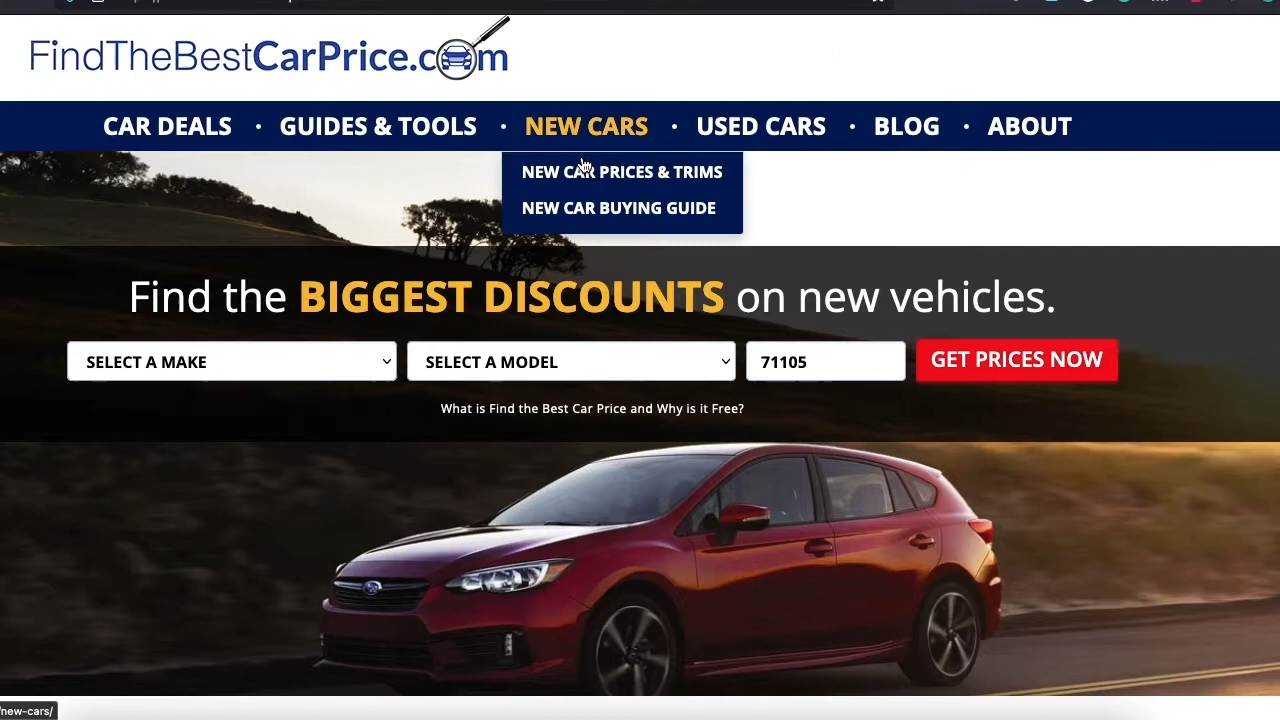 FindTheBestCarPrice.com
CAR DEALS • GUIDES & TOOLS • NEW CARS • USED CARS • BLOG • ABOUT
NEW CAR PRICES & TRIMS
NEW CAR BUYING GUIDE
Find the BIGGEST DISCOUNTS on new vehicles.
SELECT A MAKE SELECT A MODEL 71105 GET PRICES NOW
What is Find the Best Car Price and Why is it Free?
/new-cars/